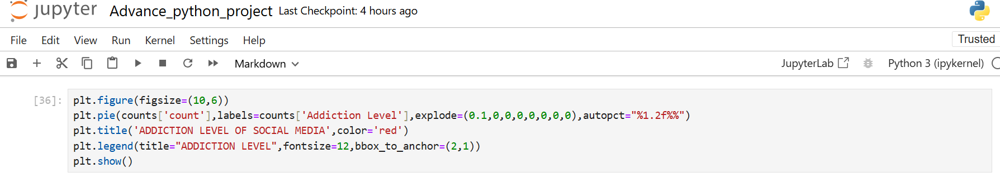 jupyter Advance_python_project Last Checkpoint: 4 hours ago
File Edit View Run Kernel Settings Help Trusted
Markdown JupyterLab Python 3 (ipykernel)
[36]: plt.figure(figsize=(10,6))
plt.pie(counts['count'],labels=counts['Addiction Level'],explode=(0.1,0,0,0,0,0,0,0),autopct="%1.2f%%")
plt.title('ADDICTION LEVEL OF SOCIAL MEDIA',color='red')
plt.legend(title="ADDICTION LEVEL",fontsize=12,bbox_to_anchor=(2,1))
plt.show()